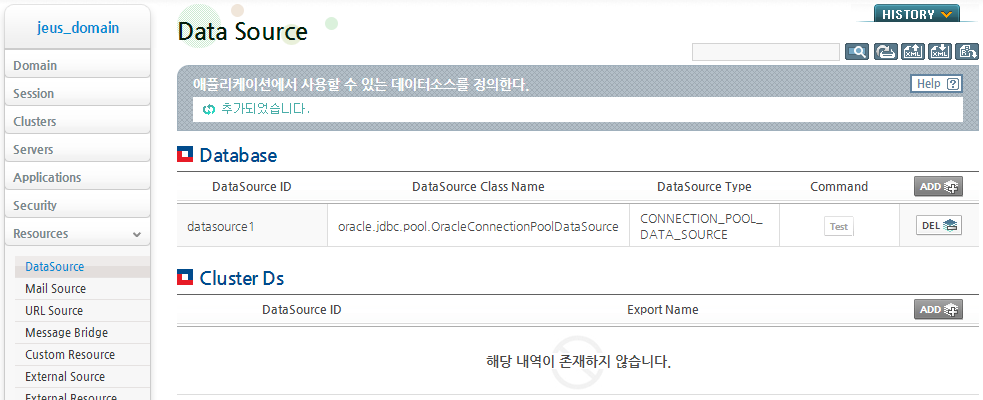 jeus_domain
Domain
Session
Clusters
Servers
Applications
Security
Resources
DataSource
Mail Source
URL Source
Message Bridge
Custom Resource
External Source
External Resource
HISTORY
Data Source
XML
XML
애플리케이션에서 사용할 수 있는 데이터소스를 정의한다.
Help ?
추가되었습니다.
Database
DataSource ID DataSource Class Name DataSource Type Command ADD
datasource1 oracle.jdbc.pool.OracleConnectionPoolDataSource CONNECTION_POOL_
DATA_SOURCE Test DEL
Cluster Ds
DataSource ID Export Name ADD
해당 내역이 존재하지 않습니다.